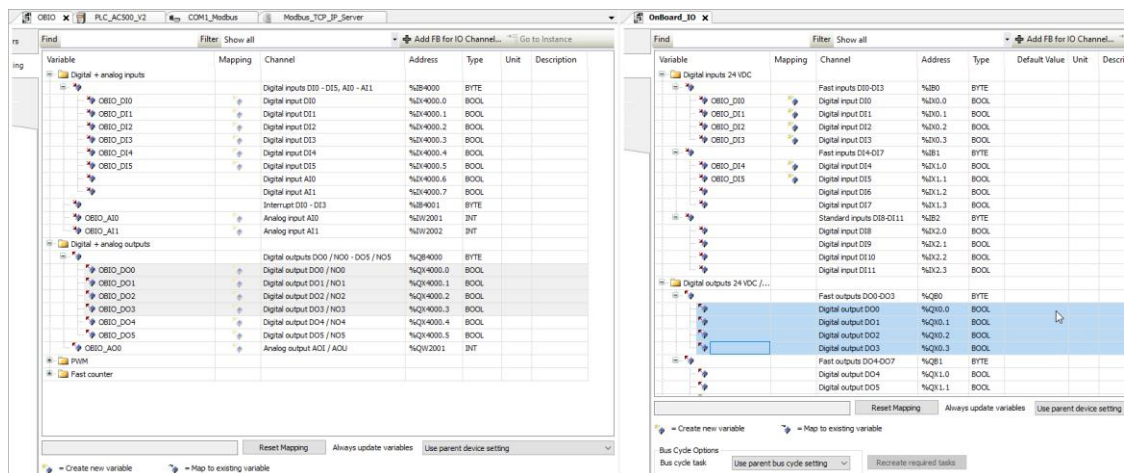 OBIO PLC_AC500_V2 COM1_Modbus Modbus_TCP_IP_Server
Find Filter Show all Add FB for IO Channel... Go to Instance
Variable Mapping Channel Address Type Unit Description
Digital + analog inputs
Digital inputs DI0 - DI5, AI0 - AI1 %IB4000 BYTE
OBIO_DI0 Digital input DI0 %IX4000.0 BOOL
OBIO_DI1 Digital input DI1 %IX4000.1 BOOL
OBIO_DI2 Digital input DI2 %IX4000.2 BOOL
OBIO_DI3 Digital input DI3 %IX4000.3 BOOL
OBIO_DI4 Digital input DI4 %IX4000.4 BOOL
OBIO_DI5 Digital input DI5 %IX4000.5 BOOL
Digital input AI0 %IX4000.6 BOOL
Digital input AI1 %IX4000.7 BOOL
Interrupt DI0 - DI3 %IB4001 BYTE
OBIO_AI0 Analog input AI0 %IW2001 INT
OBIO_AI1 Analog input AI1 %IW2002 INT
Digital + analog outputs
Digital outputs DO0 / NO0 - DO5 / NO5 %QB4000 BYTE
OBIO_DO0 Digital output DO0 / NO0 %QX4000.0 BOOL
OBIO_DO1 Digital output DO1 / NO1 %QX4000.1 BOOL
OBIO_DO2 Digital output DO2 / NO2 %QX4000.2 BOOL
OBIO_DO3 Digital output DO3 / NO3 %QX4000.3 BOOL
OBIO_DO4 Digital output DO4 / NO4 %QX4000.4 BOOL
OBIO_DO5 Digital output DO5 / NO5 %QX4000.5 BOOL
OBIO_AO0 Analog output AOI / AOU %QW2001 INT
PWM
Fast counter
Reset Mapping Always update variables Use parent device setting
= Create new variable = Map to existing variable
OnBoard_IO
Find Filter Show all Add FB for IO Channel...
Variable Mapping Channel Address Type Default Value Unit Descri
Digital inputs 24 VDC
Fast inputs DI0-DI3 %IB0 BYTE
OBIO_DI0 Digital input DI0 %IX0.0 BOOL
OBIO_DI1 Digital input DI1 %IX0.1 BOOL
OBIO_DI2 Digital input DI2 %IX0.2 BOOL
OBIO_DI3 Digital input DI3 %IX0.3 BOOL
Fast inputs DI4-DI7 %IB1 BYTE
OBIO_DI4 Digital input DI4 %IX1.0 BOOL
OBIO_DI5 Digital input DI5 %IX1.1 BOOL
Digital input DI6 %IX1.2 BOOL
Digital input DI7 %IX1.3 BOOL
Standard inputs DI8-DI11 %IB2 BYTE
Digital input DI8 %IX2.0 BOOL
Digital input DI9 %IX2.1 BOOL
Digital input DI10 %IX2.2 BOOL
Digital input DI11 %IX2.3 BOOL
Digital outputs 24 VDC /...
Fast outputs DO0-DO3 %QB0 BYTE
Digital output DO0 %QX0.0 BOOL
Digital output DO1 %QX0.1 BOOL
Digital output DO2 %QX0.2 BOOL
Digital output DO3 %QX0.3 BOOL
Fast outputs DO4-DO7 %QB1 BYTE
Digital output DO4 %QX1.0 BOOL
Digital output DO5 %QX1.1 BOOL
Reset Mapping Always update variables Use parent device setting
= Create new variable = Map to existing variable
Bus Cycle Options
Bus cycle task Use parent bus cycle setting Recreate required tasks